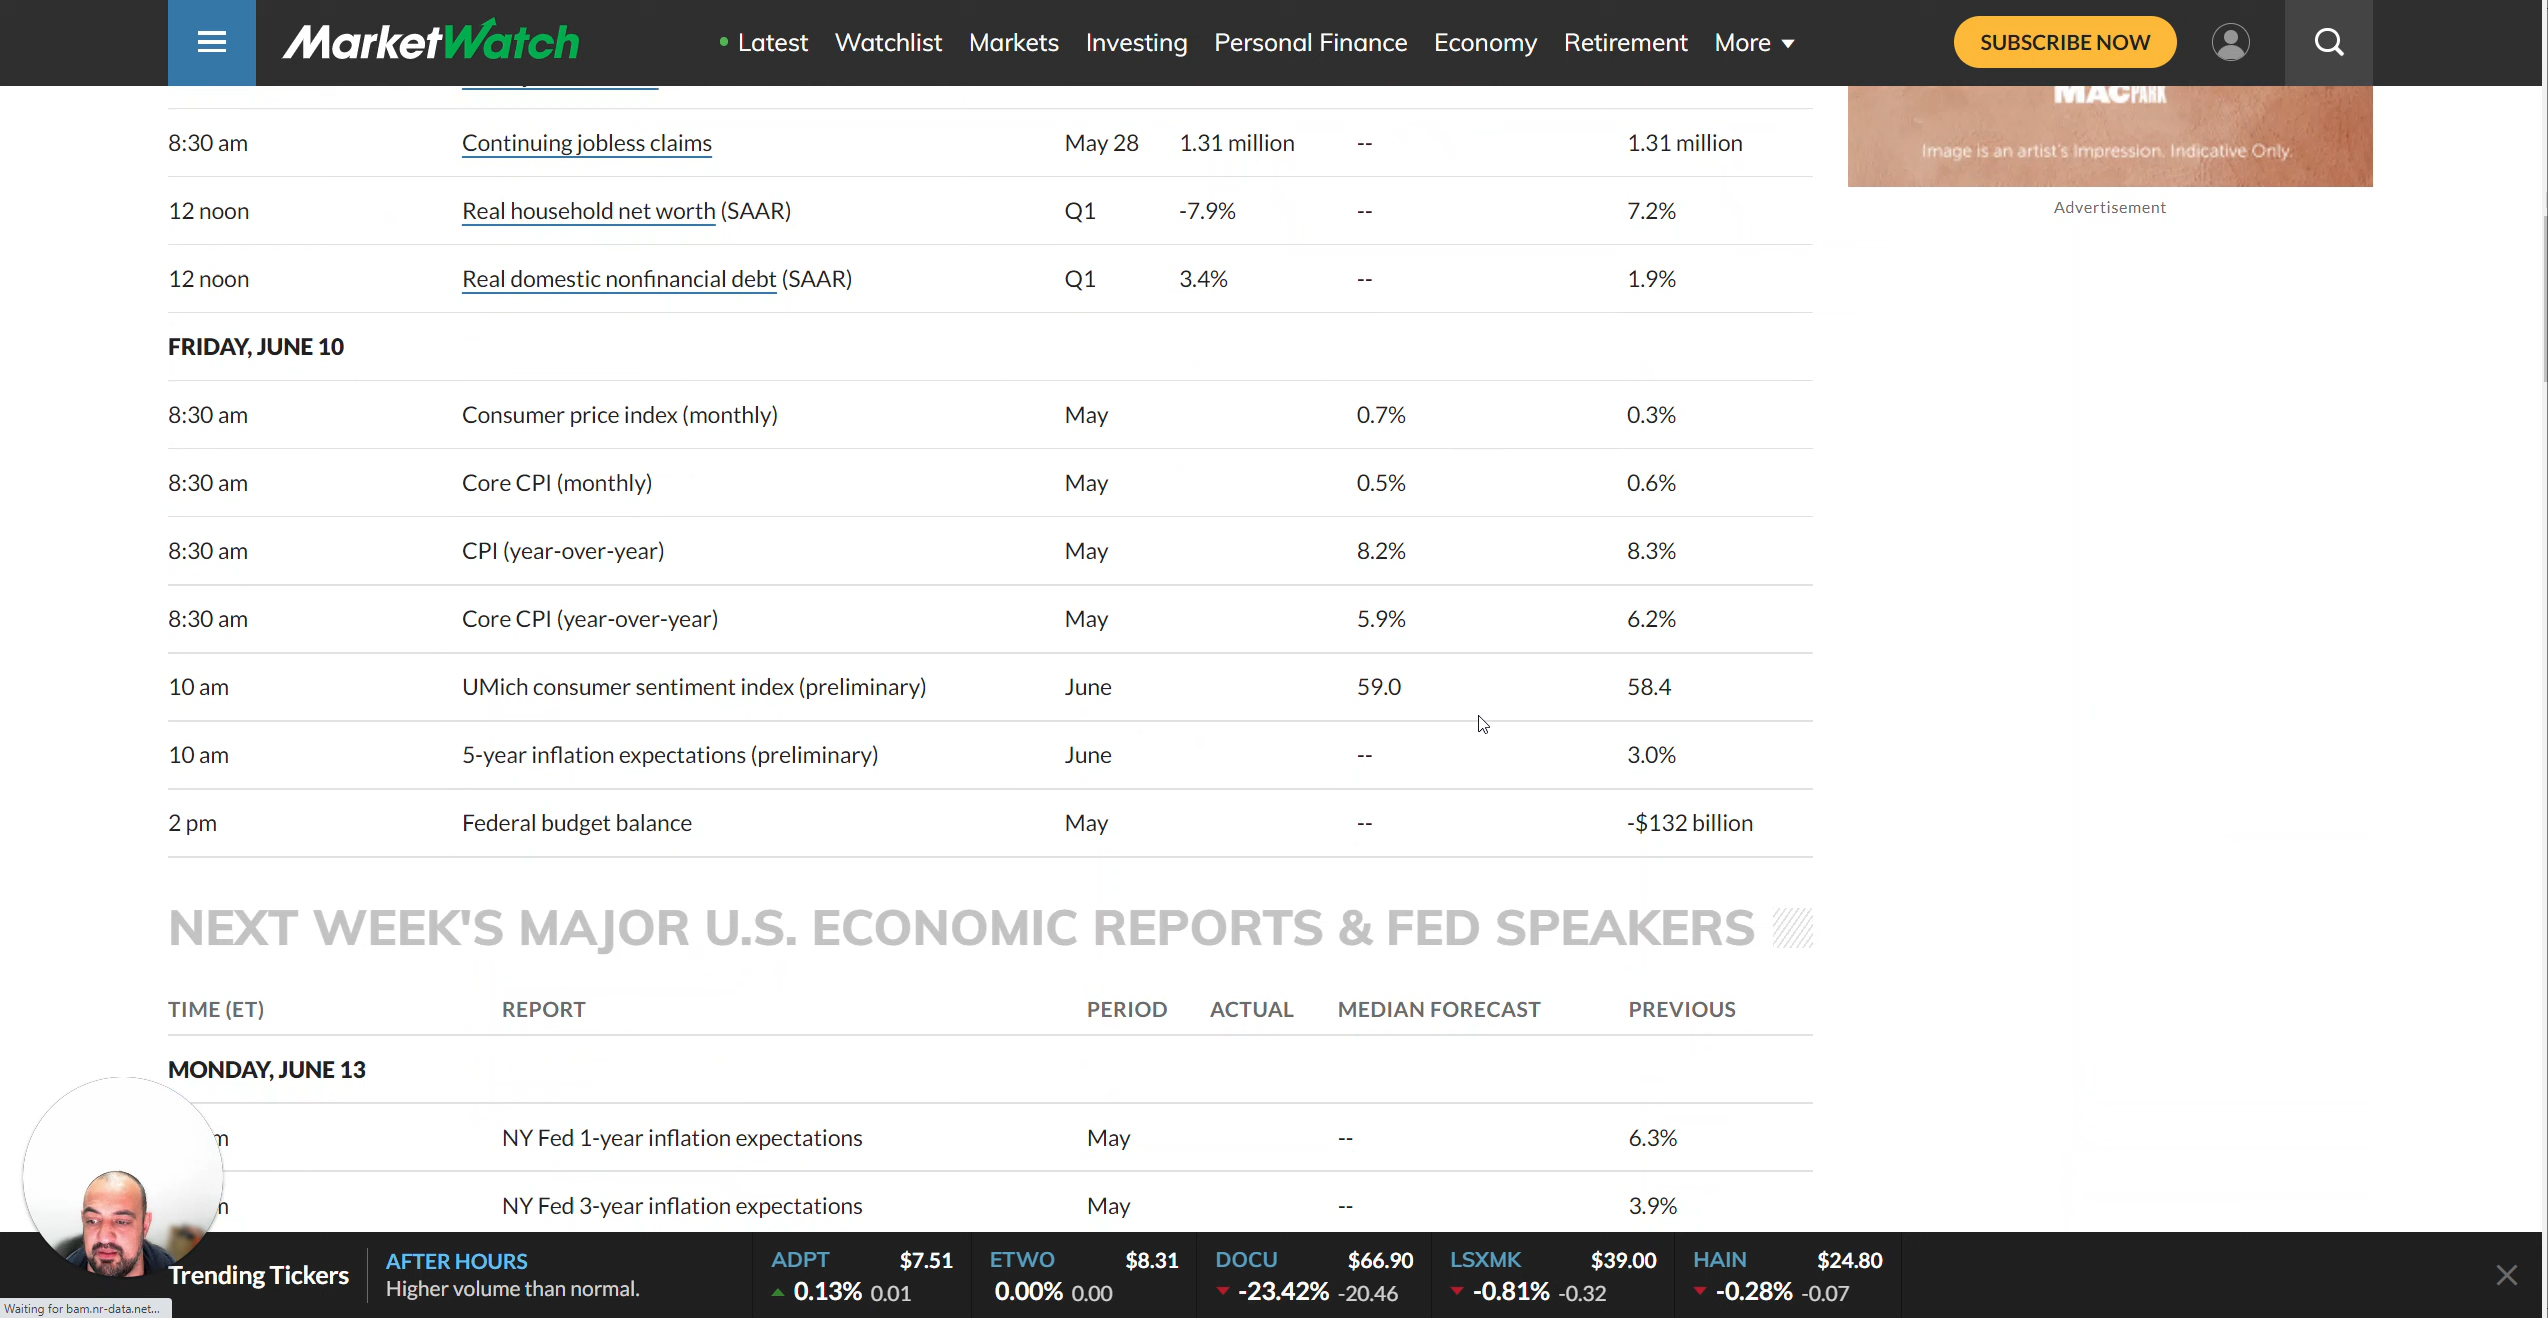 MarketWatch
Latest Watchlist Markets Investing Personal Finance Economy Retirement More
SUBSCRIBE NOW
MACPARK
Image is an artist's Impression. Indicative Only.
Advertisement
8:30 am Continuing jobless claims May 28 1.31 million -- 1.31 million
12 noon Real household net worth (SAAR) Q1 -7.9% -- 7.2%
12 noon Real domestic nonfinancial debt (SAAR) Q1 3.4% -- 1.9%
FRIDAY, JUNE 10
8:30 am Consumer price index (monthly) May 0.7% 0.3%
8:30 am Core CPI (monthly) May 0.5% 0.6%
8:30 am CPI (year-over-year) May 8.2% 8.3%
8:30 am Core CPI (year-over-year) May 5.9% 6.2%
10 am UMich consumer sentiment index (preliminary) June 59.0 58.4
10 am 5-year inflation expectations (preliminary) June -- 3.0%
2 pm Federal budget balance May -- -$132 billion
NEXT WEEK'S MAJOR U.S. ECONOMIC REPORTS & FED SPEAKERS
TIME (ET) REPORT PERIOD ACTUAL MEDIAN FORECAST PREVIOUS
MONDAY, JUNE 13
NY Fed 1-year inflation expectations May -- 6.3%
NY Fed 3-year inflation expectations May -- 3.9%
Trending Tickers
AFTER HOURS
Higher volume than normal.
ADPT $7.51
0.13% 0.01
ETWO $8.31
0.00% 0.00
DOCU $66.90
-23.42% -20.46
LSXMK $39.00
-0.81% -0.32
HAIN $24.80
-0.28% -0.07
Waiting for bam.nr-data.net...